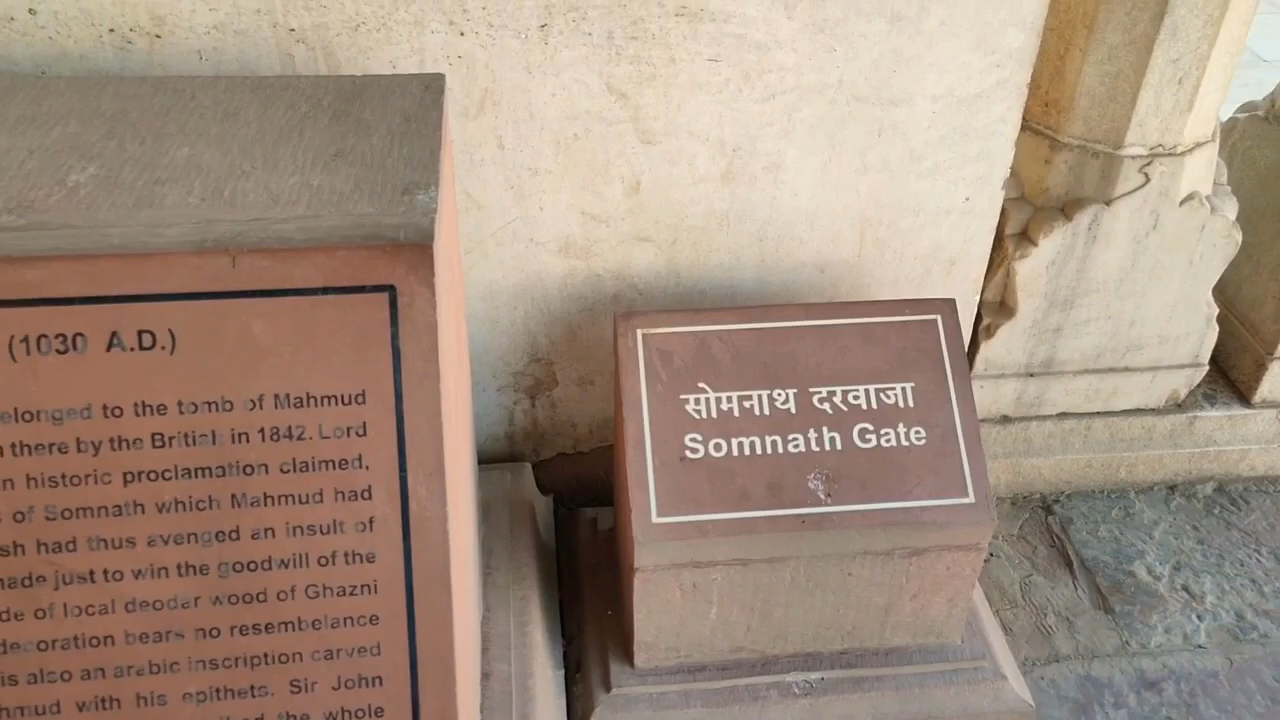 (1030 A.D.)
elonged to the tomb of Mahmud
there by the British in 1842. Lord
n historic proclamation claimed,
of Somnath which Mahmud had
sh had thus avenged an insult of
made just to win the goodwill of the
de of local deodar wood of Ghazni
decoration bears no resembelance
is also an arabic inscription carved
hmud with his epithets. Sir John
the whole
सोमनाथ दरवाजा
Somnath Gate